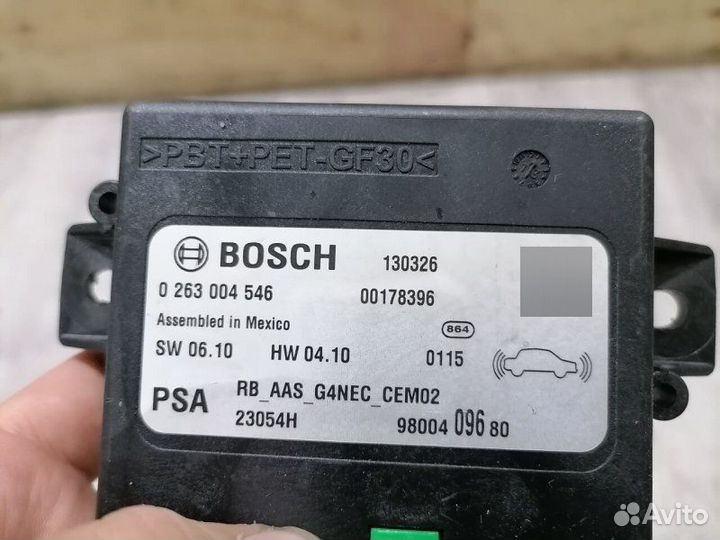 >PBT+PET-GF30<
BOSCH 130326
0 263 004 546 00178396
Assembled in Mexico 864
SW 06.10 HW 04.10 0115
PSA RB_AAS_G4NEC_CEM02
23054H 98004 096 80
Avito